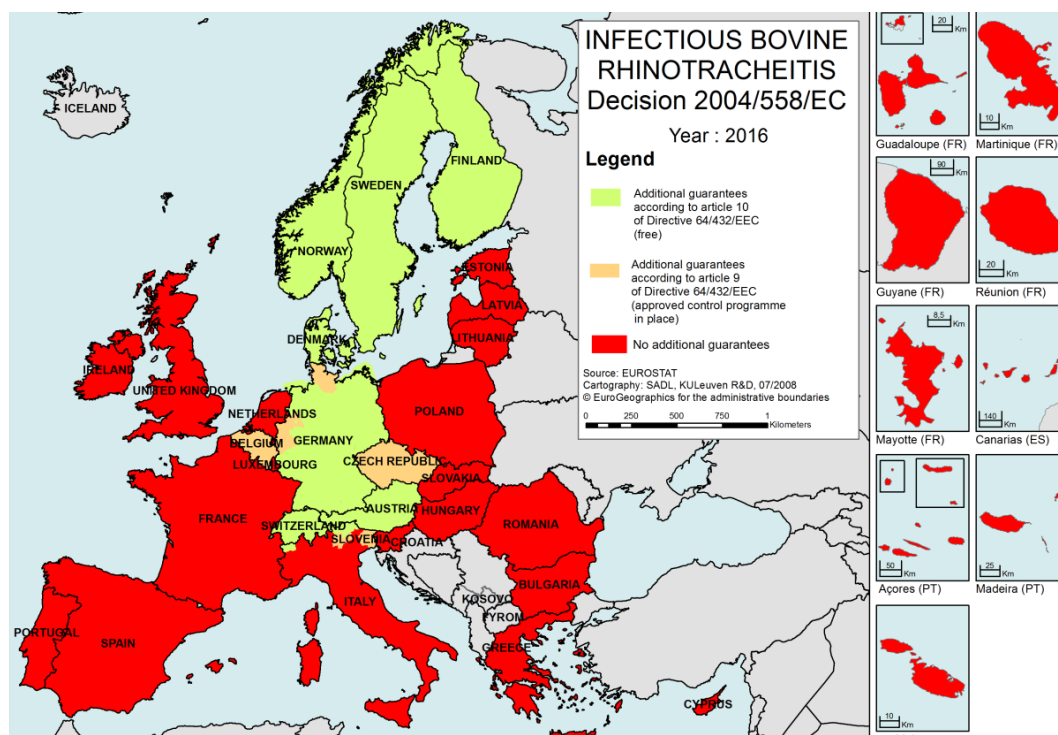 INFECTIOUS BOVINE
RHINOTRACHEITIS
Decision 2004/558/EC
Year : 2016
Legend
Additional guarantees
according to article 10
of Directive 64/432/EEC
(free)
Additional guarantees
according to article 9
of Directive 64/432/EEC
(approved control programme
in place)
No additional guarantees
Source: EUROSTAT
Cartography: SADL, KULeuven R&D, 07/2008
© EuroGeographics for the administrative boundaries
0 250 500 750 1
Kilometers
ICELAND
FINLAND
SWEDEN
NORWAY
ESTONIA
LATVIA
LITHUANIA
DENMARK
IRELAND
UNITED KINGDOM
NETHERLANDS
POLAND
BELGIUM
GERMANY
LUXEMBOURG
CZECH REPUBLIC
SLOVAKIA
AUSTRIA
HUNGARY
FRANCE
SWITZERLAND
ROMANIA
SLOVENIA
CROATIA
BULGARIA
KOSOVO
ITALY
FYROM
PORTUGAL
SPAIN
GREECE
CYPRUS
20
Km
Guadaloupe (FR)
10
Km
Martinique (FR)
90
Km
Guyane (FR)
20
Km
Réunion (FR)
8,5
Km
Mayotte (FR)
140
Km
Canarias (ES)
50
Km
Açores (PT)
25
Km
Madeira (PT)
10
Km